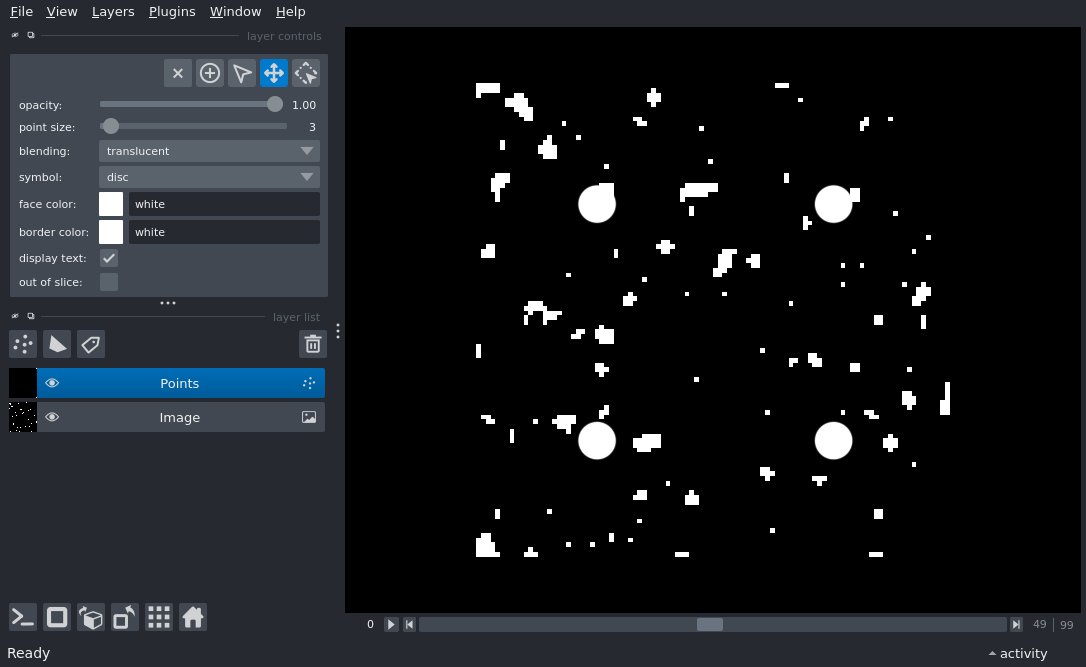 File View Layers Plugins Window Help
layer controls
opacity: 1.00
point size: 3
blending: translucent
symbol: disc
face color: white
border color: white
display text:
out of slice:
layer list
Points
Image
0 49 99
Ready activity